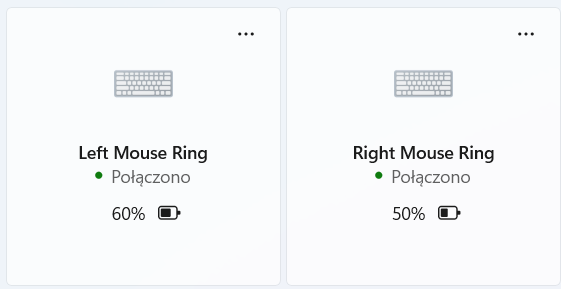 Left Mouse Ring
Połączono
60%
Right Mouse Ring
Połączono
50%